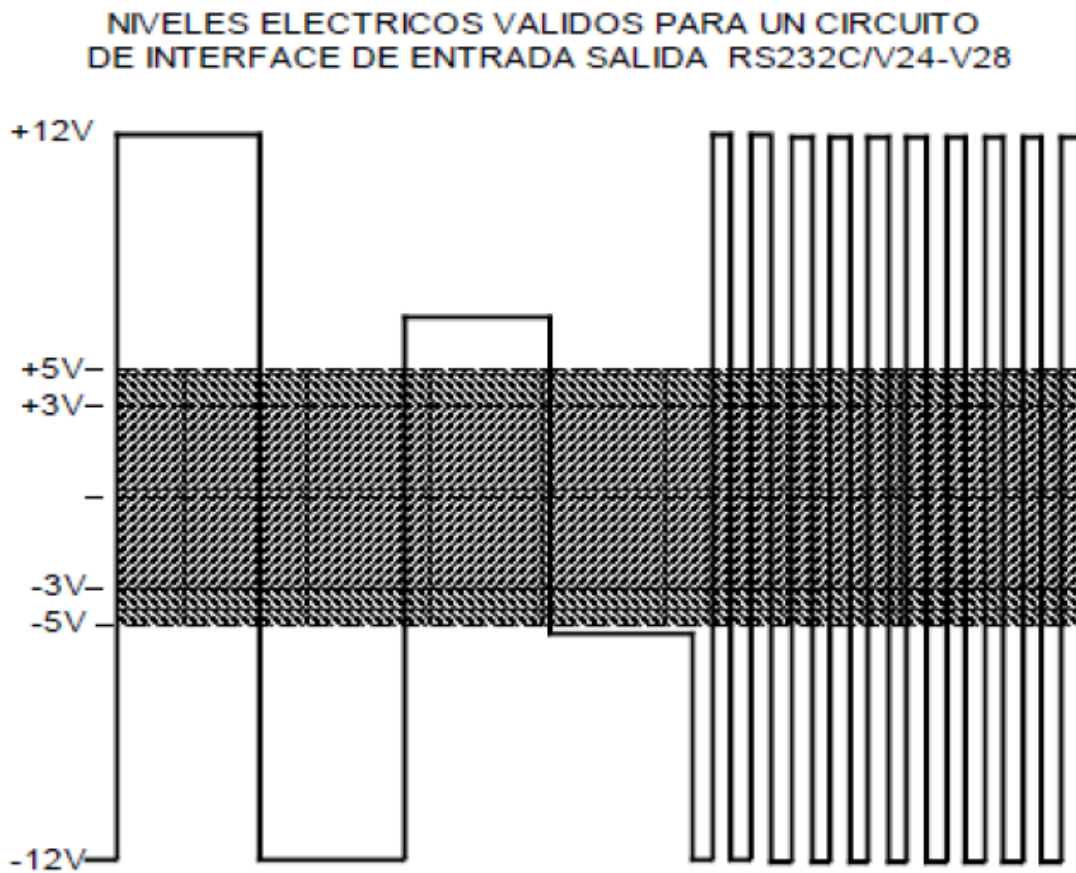 NIVELES ELECTRICOS VALIDOS PARA UN CIRCUITO
DE INTERFACE DE ENTRADA SALIDA RS232C/V24-V28
+12V
+5V
+3V
-3V
-5V
-12V